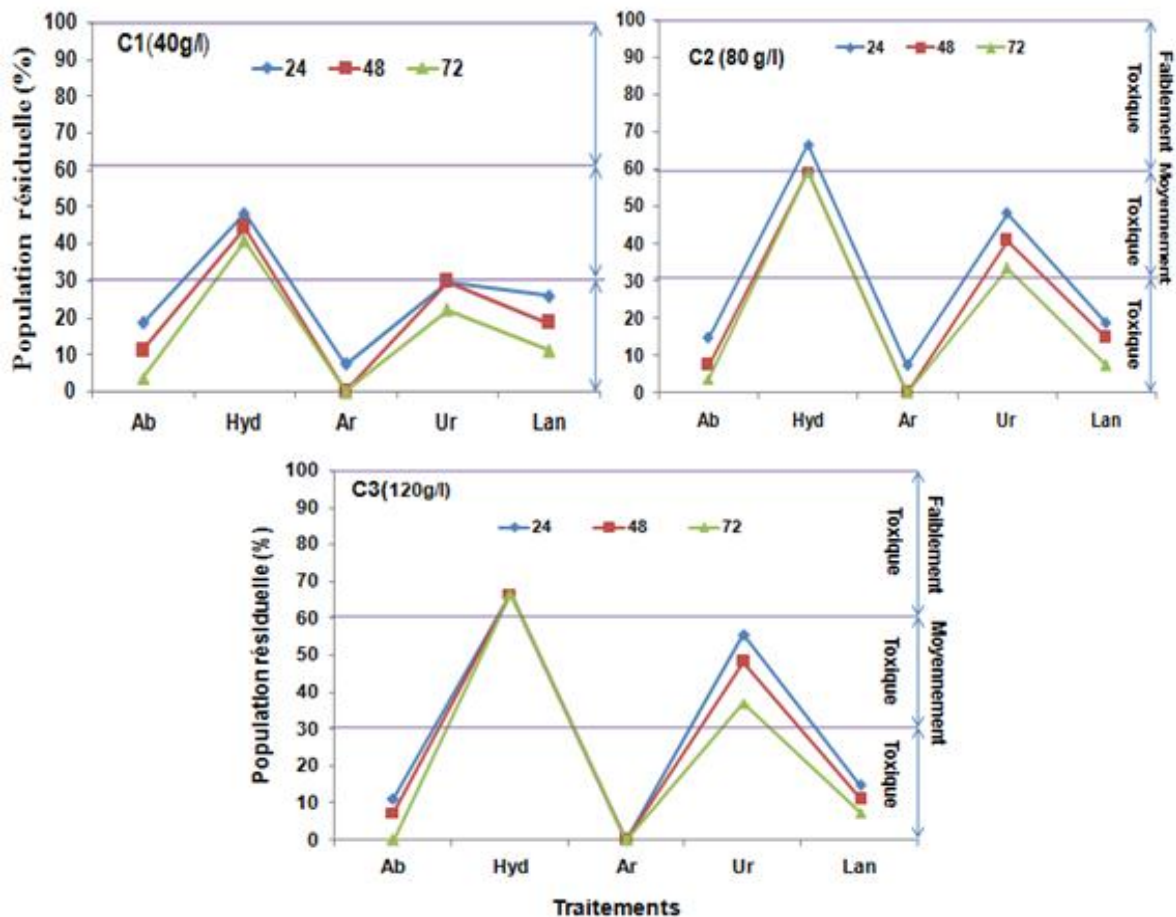 C1(40g/l)
24 48 72
Population résiduelle (%)
100
90
80
70
60
50
40
30
20
10
0
Ab Hyd Ar Ur Lan
C2 (80 g/l)
24 48 72
100
90
80
70
60
50
40
30
20
10
0
Ab Hyd Ar Ur Lan
Faiblement
Toxique
Moyennement
Toxique
Toxique
C3(120g/l)
24 48 72
Population résiduelle (%)
100
90
80
70
60
50
40
30
20
10
0
Ab Hyd Ar Ur Lan
Faiblement
Toxique
Moyennement
Toxique
Toxique
Traitements